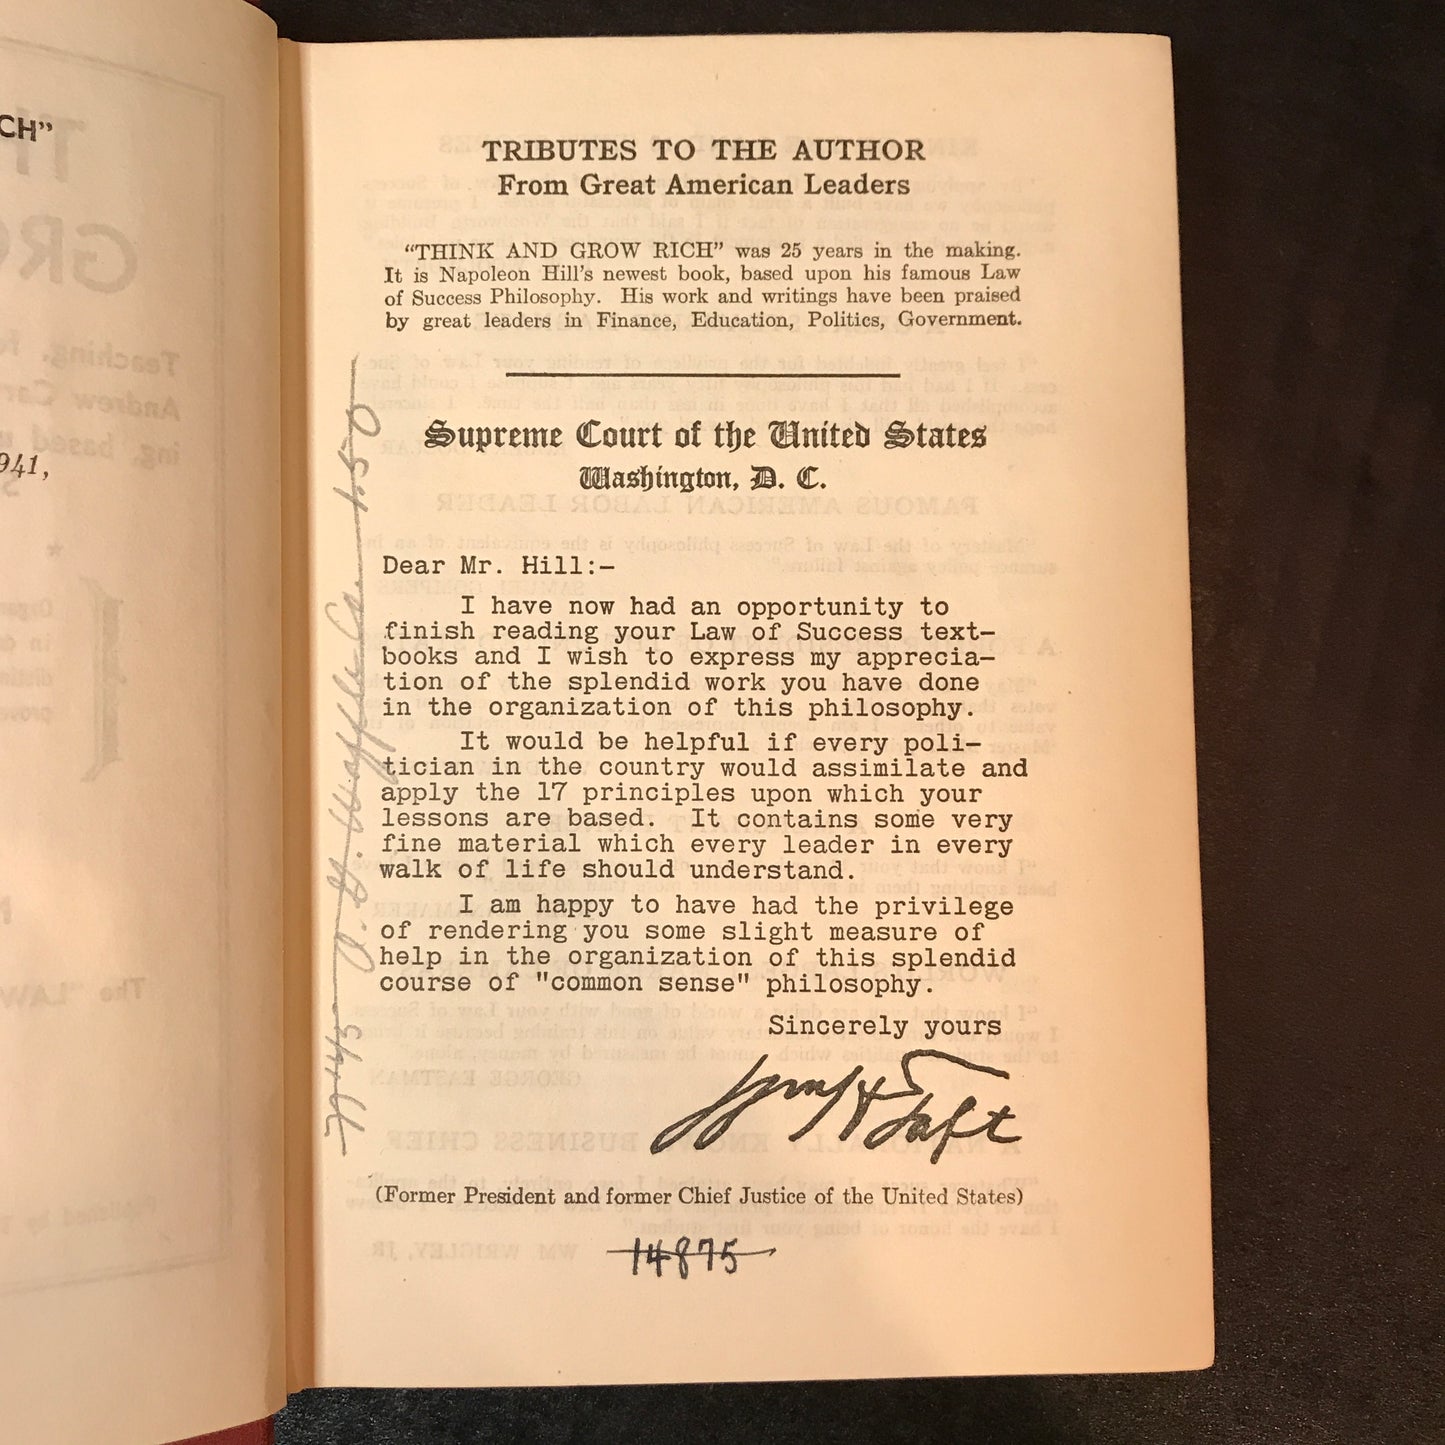 CH"
941,
TRIBUTES TO THE AUTHOR
From Great American Leaders
"THINK AND GROW RICH" was 25 years in the making.
It is Napoleon Hill's newest book, based upon his famous Law
of Success Philosophy. His work and writings have been praised
by great leaders in Finance, Education, Politics, Government.
Supreme Court of the United States
Washington, D. C.
Dear Mr. Hill:-
I have now had an opportunity to
finish reading your Law of Success text-
books and I wish to express my apprecia-
tion of the splendid work you have done
in the organization of this philosophy.
It would be helpful if every poli-
tician in the country would assimilate and
apply the 17 principles upon which your
lessons are based. It contains some very
fine material which every leader in every
walk of life should understand.
I am happy to have had the privilege
of rendering you some slight measure of
help in the organization of this splendid
course of "common sense" philosophy.
Sincerely yours
Wm H Taft
(Former President and former Chief Justice of the United States)
14875
1.50